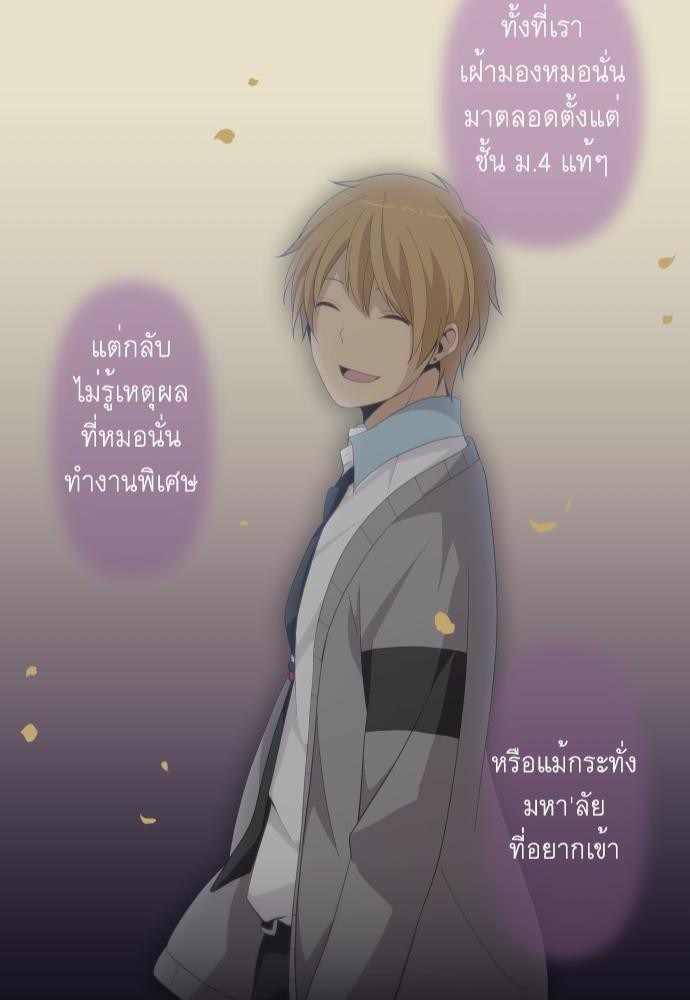 ทั้งที่เรา
เฝ้ามองหมอนั่น
มาตลอดตั้งแต่
ชั้น ม.4 แท้ๆ
แต่กลับ
ไม่รู้เหตุผล
ที่หมอนั่น
ทำงานพิเศษ
หรือแม้กระทั่ง
มหา'ลัย
ที่อยากเข้า